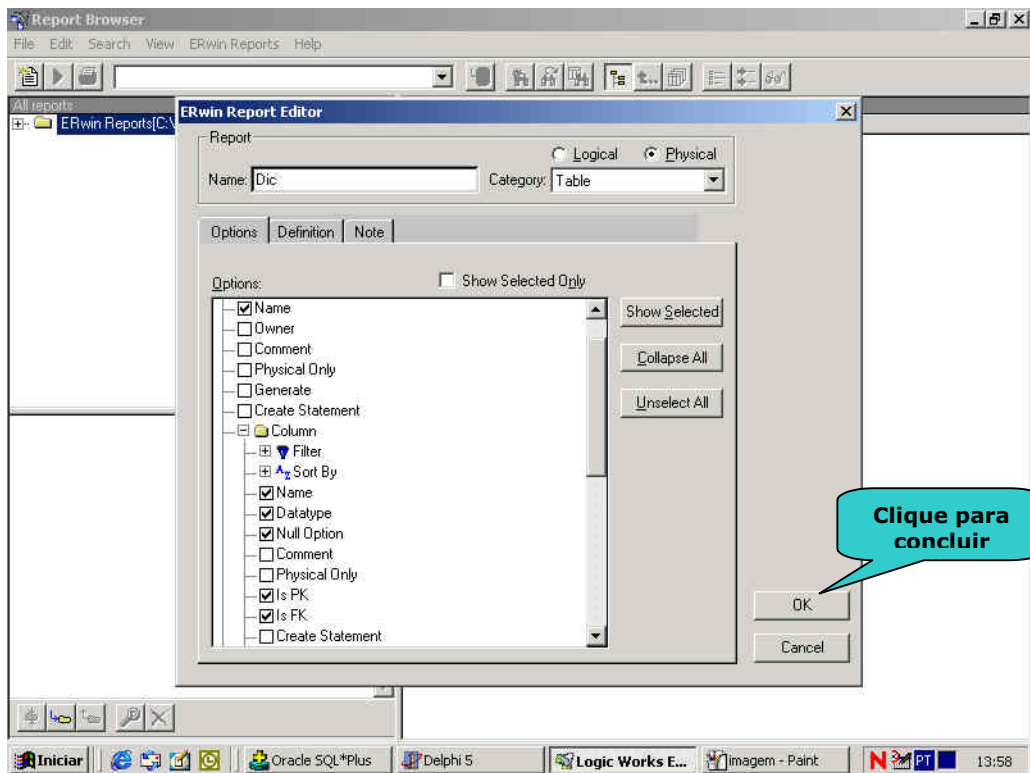 Report Browser
File Edit Search View ERwin Reports Help
All reports
ERwin Reports[C:\
ERwin Report Editor
Report
Logical Physical
Name: Dic Category: Table
Options Definition Note
Options: Show Selected Only
Name
Owner
Comment
Physical Only
Generate
Create Statement
Column
Filter
Sort By
Name
Datatype
Null Option
Comment
Physical Only
Is PK
Is FK
Create Statement
Show Selected
Collapse All
Unselect All
Clique para
concluir
OK
Cancel
Iniciar Oracle SQL*Plus Delphi 5 Logic Works E... imagem - Paint N PT 13:58